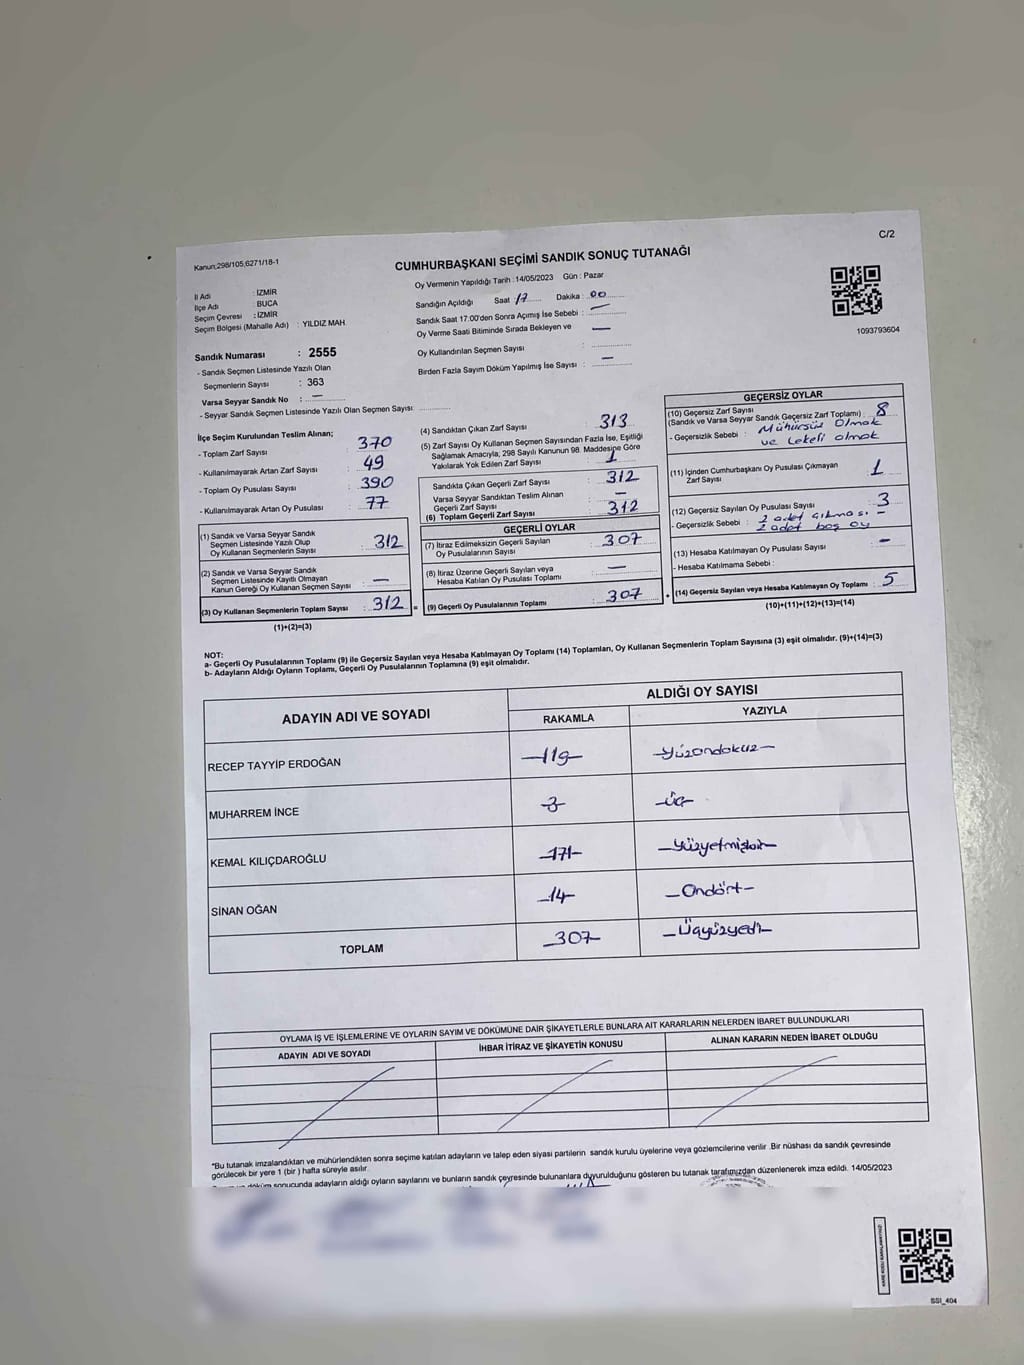 C/2
Kanun;298/105,6271/18-1
CUMHURBAŞKANI SEÇİMİ SANDIK SONUÇ TUTANAĞI
Oy Vermenin Yapıldığı Tarih :14/05/2023 Gün : Pazar
İl Adı : İZMİR
İlçe Adı : BUCA
Seçim Çevresi : İZMİR
Seçim Bölgesi (Mahalle Adı) : YILDIZ MAH.
Sandığın Açıldığı Saat 17 Dakika : 00
Sandık Saat 17:00'den Sonra Açımış İse Sebebi : —
Oy Verme Saati Bitiminde Sırada Bekleyen ve —
Oy Kullandırılan Seçmen Sayısı :
Birden Fazla Sayım Döküm Yapılmış İse Sayısı : —
1093793604
Sandık Numarası : 2555
- Sandık Seçmen Listesinde Yazılı Olan
Seçmenlerin Sayısı : 363
Varsa Seyyar Sandık No : —
- Seyyar Sandık Seçmen Listesinde Yazılı Olan Seçmen Sayısı:
İlçe Seçim Kurulundan Teslim Alınan;
- Toplam Zarf Sayısı : 370
- Kullanılmayarak Artan Zarf Sayısı : 49
- Toplam Oy Pusulası Sayısı : 390
- Kullanılmayarak Artan Oy Pusulası : 77
(1) Sandık ve Varsa Seyyar Sandık
Seçmen Listesinde Yazılı Olup
Oy Kullanan Seçmenlerin Sayısı : 312
(2) Sandık ve Varsa Seyyar Sandık
Seçmen Listesinde Kayıtlı Olmayan
Kanun Gereği Oy Kullanan Seçmen Sayısı : —
(3) Oy Kullanan Seçmenlerin Toplam Sayısı : 312 =
(1)+(2)=(3)
(4) Sandıktan Çıkan Zarf Sayısı : 313
(5) Zarf Sayısı Oy Kullanan Seçmen Sayısından Fazla İse, Eşitliği
Sağlamak Amacıyla; 298 Sayılı Kanunun 98. Maddesine Göre
Yakılarak Yok Edilen Zarf Sayısı : 1
Sandıkta Çıkan Geçerli Zarf Sayısı : 312
Varsa Seyyar Sandıktan Teslim Alınan
Geçerli Zarf Sayısı : —
(6) Toplam Geçerli Zarf Sayısı : 312
GEÇERLİ OYLAR
(7) İtiraz Edilmeksizin Geçerli Sayılan
Oy Pusulalarının Sayısı : 307
(8) İtiraz Üzerine Geçerli Sayılan veya
Hesaba Katılan Oy Pusulası Toplamı : —
(9) Geçerli Oy Pusulalarının Toplamı : 307 +
GEÇERSİZ OYLAR
(10) Geçersiz Zarf Sayısı
(Sandık ve Varsa Seyyar Sandık Geçersiz Zarf Toplamı) : 8
- Geçersizlik Sebebi : Mühürsüz Olmak
ve Lekeli olmak
(11) İçinden Cumhurbaşkanı Oy Pusulası Çıkmayan
Zarf Sayısı : 1
(12) Geçersiz Sayılan Oy Pusulası Sayısı : 3
- Geçersizlik Sebebi : 2 adet çıkması -
2 adet boş oy
(13) Hesaba Katılmayan Oy Pusulası Sayısı : -
- Hesaba Katılmama Sebebi :
(14) Geçersiz Sayılan veya Hesaba Katılmayan Oy Toplamı : 5
(10)+(11)+(12)+(13)=(14)
NOT:
a- Geçerli Oy Pusulalarının Toplamı (9) ile Geçersiz Sayılan veya Hesaba Katılmayan Oy Toplamı (14) Toplamları, Oy Kullanan Seçmenlerin Toplam Sayısına (3) eşit olmalıdır. (9)+(14)=(3)
b- Adayların Aldığı Oyların Toplamı, Geçerli Oy Pusulalarının Toplamına (9) eşit olmalıdır.
ADAYIN ADI VE SOYADI
ALDIĞI OY SAYISI
RAKAMLA YAZIYLA
RECEP TAYYİP ERDOĞAN —119— —Yüzondokuz—
MUHARREM İNCE -3- —üç—
KEMAL KILIÇDAROĞLU —171— —Yüzyetmişbir—
SİNAN OĞAN —14— —Ondört—
TOPLAM —307— —Üçyüzyedi—
OYLAMA İŞ VE İŞLEMLERİNE VE OYLARIN SAYIM VE DÖKÜMÜNE DAİR ŞİKAYETLERLE BUNLARA AİT KARARLARIN NELERDEN İBARET BULUNDUKLARI
ADAYIN ADI VE SOYADI İHBAR İTİRAZ VE ŞİKAYETİN KONUSU ALINAN KARARIN NEDEN İBARET OLDUĞU
*Bu tutanak imzalandıktan ve mühürlendikten sonra seçime katılan adayların ve talep eden siyasi partilerin sandık kurulu üyelerine veya gözlemcilerine verilir .Bir nüshası da sandık çevresinde
görülecek bir yere 1 (bir ) hafta süreyle asılır.
döküm sonucunda adayların aldığı oyların sayılarını ve bunların sandık çevresinde bulunanlara duyurulduğunu gösteren bu tutanak tarafımızdan düzenlenerek imza edildi. 14/05/2023
SSI_404